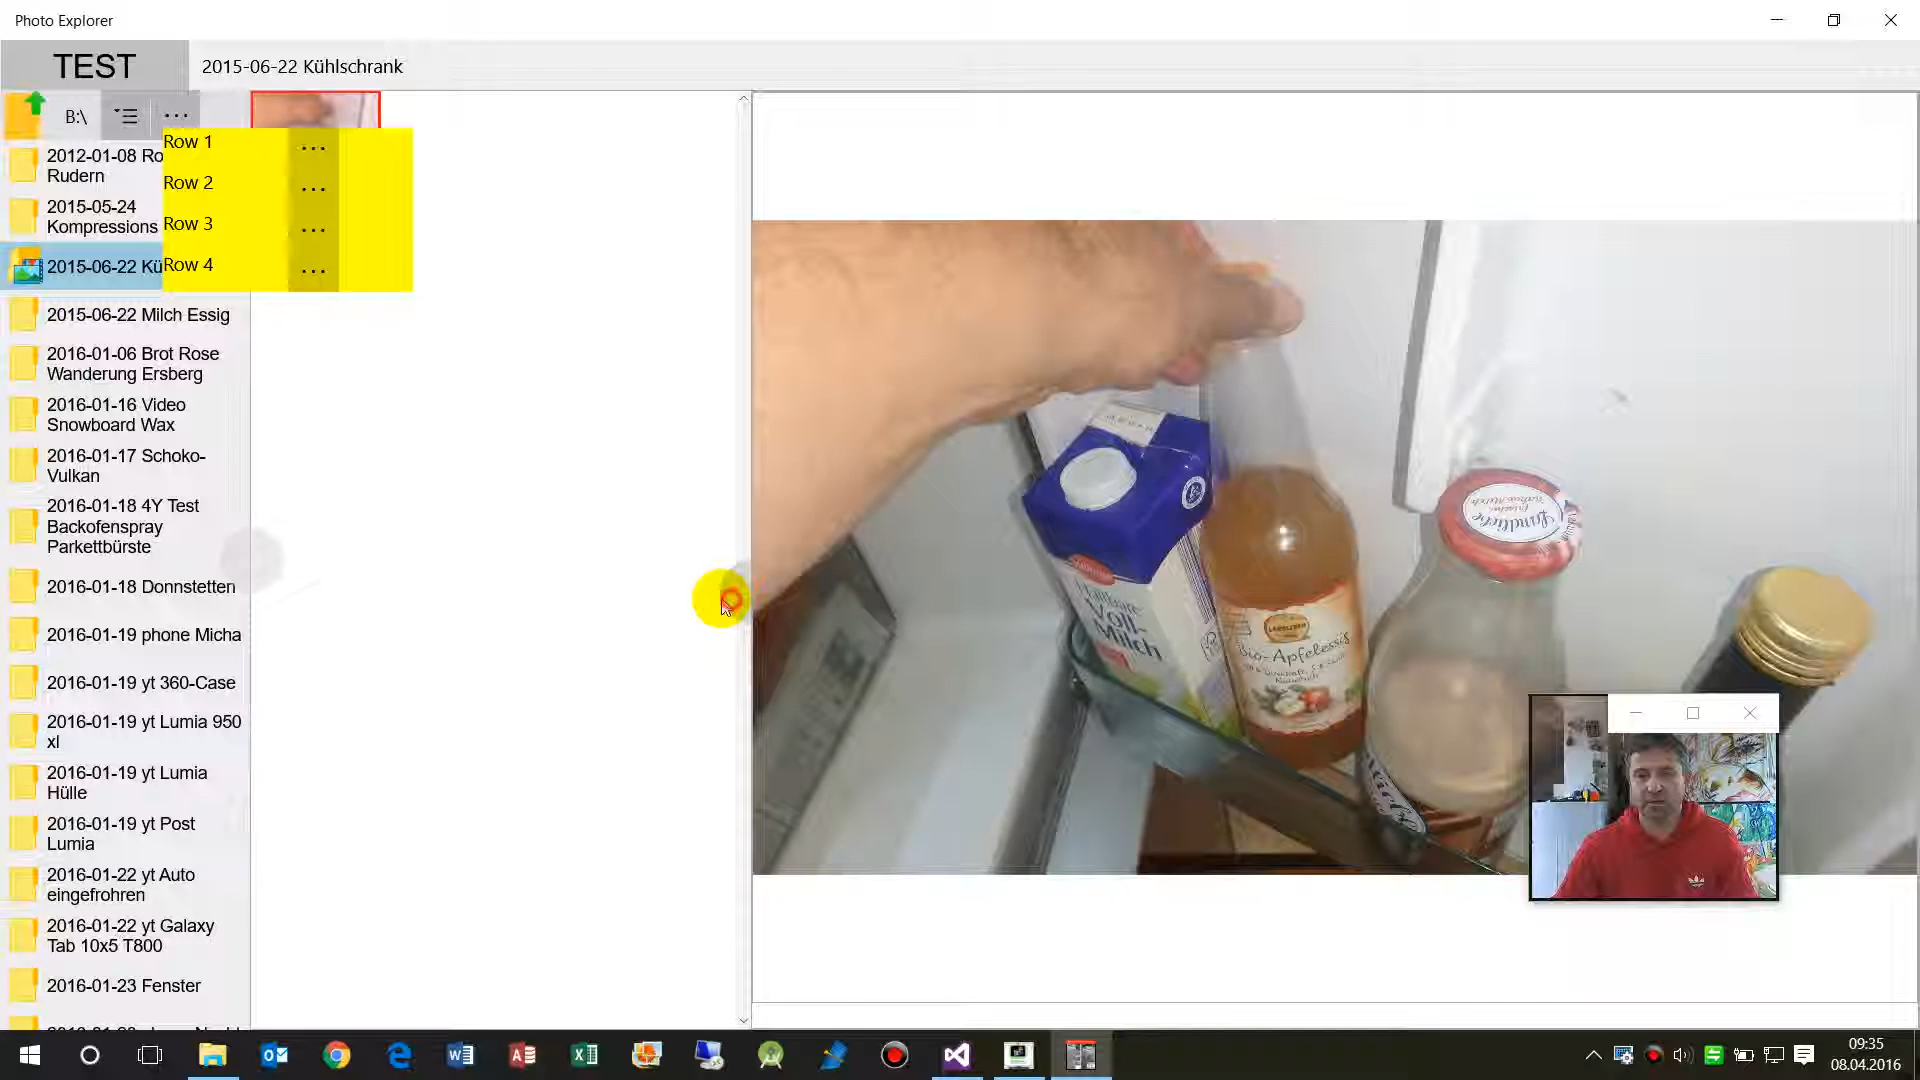 Photo Explorer
TEST
2015-06-22 Kühlschrank
B:\
Row 1
...
Row 2
...
Row 3
...
Row 4
...
2012-01-08 Ro
Rudern
2015-05-24
Kompressions
2015-06-22 Kü
2015-06-22 Milch Essig
2016-01-06 Brot Rose
Wanderung Ersberg
2016-01-16 Video
Snowboard Wax
2016-01-17 Schoko-
Vulkan
2016-01-18 4Y Test
Backofenspray
Parkettbürste
2016-01-18 Donnstetten
2016-01-19 phone Micha
2016-01-19 yt 360-Case
2016-01-19 yt Lumia 950
xl
2016-01-19 yt Lumia
Hülle
2016-01-19 yt Post
Lumia
2016-01-22 yt Auto
eingefrohren
2016-01-22 yt Galaxy
Tab 10x5 T800
2016-01-23 Fenster
Haltbare
Voll-
Milch
Bio-Apfelessig
Landliebe
09:35
08.04.2016